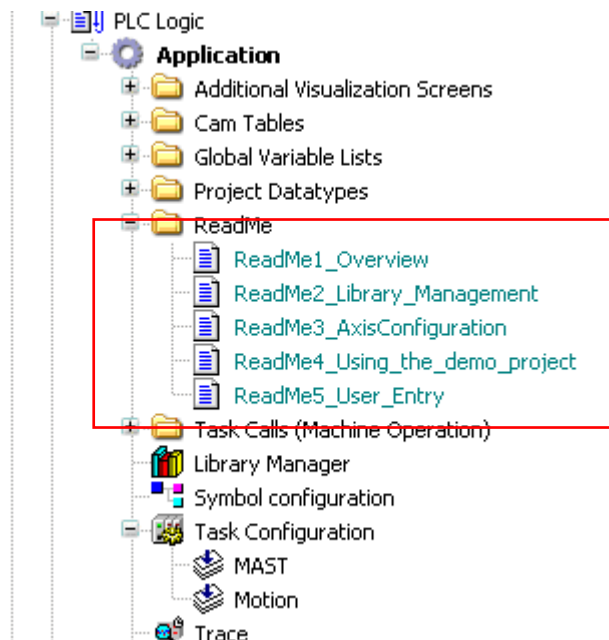 PLC Logic
Application
Additional Visualization Screens
Cam Tables
Global Variable Lists
Project Datatypes
ReadMe
ReadMe1_Overview
ReadMe2_Library_Management
ReadMe3_AxisConfiguration
ReadMe4_Using_the_demo_project
ReadMe5_User_Entry
Task Calls (Machine Operation)
Library Manager
Symbol configuration
Task Configuration
MAST
Motion
Trace